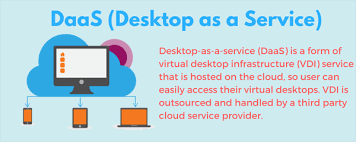 DaaS (Desktop as a Service)
Desktop-as-a-service (DaaS) is a form of
virtual desktop infrastructure (VDI) service
that is hosted on the cloud, so user can
easily access their virtual desktops. VDI is
outsourced and handled by a third party
cloud service provider.